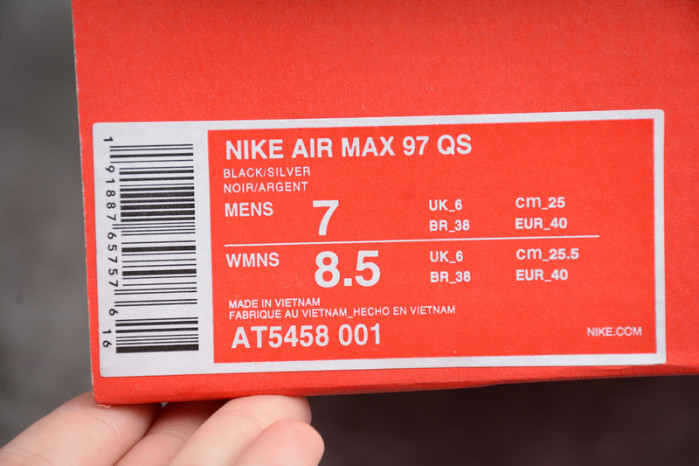 NIKE AIR MAX 97 QS
BLACK/SILVER
NOIR/ARGENT
MENS 7 UK_6 cm_25
BR_38 EUR_40
WMNS 8.5 UK_6 cm_25.5
BR_38 EUR_40
MADE IN VIETNAM
FABRIQUE AU VIETNAM_HECHO EN VIETNAM
AT5458 001
NIKE.COM
1 91887 65757 6 16